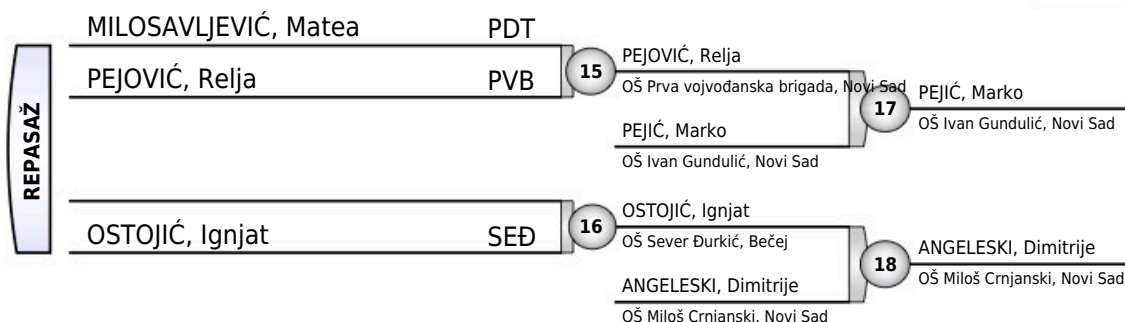 REPASAŽ
MILOSAVLJEVIĆ, Matea PDT
PEJOVIĆ, Relja PVB
15
PEJOVIĆ, Relja
OŠ Prva vojvođanska brigada, Novi Sad
PEJIĆ, Marko
OŠ Ivan Gundulić, Novi Sad
17
PEJIĆ, Marko
OŠ Ivan Gundulić, Novi Sad
OSTOJIĆ, Ignjat SEĐ
16
OSTOJIĆ, Ignjat
OŠ Sever Đurkić, Bečej
ANGELESKI, Dimitrije
OŠ Miloš Crnjanski, Novi Sad
18
ANGELESKI, Dimitrije
OŠ Miloš Crnjanski, Novi Sad